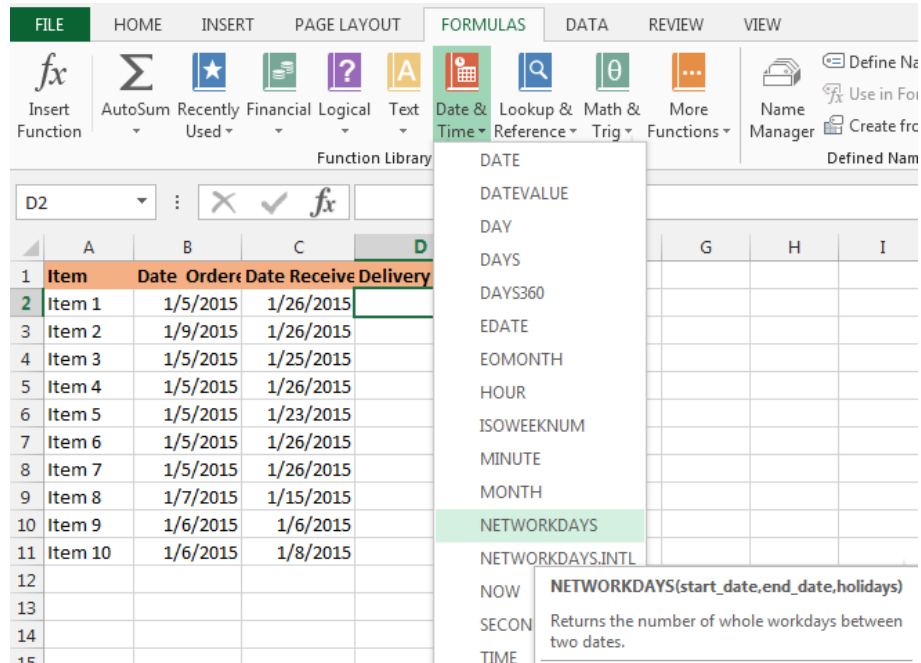 FILE HOME INSERT PAGE LAYOUT FORMULAS DATA REVIEW VIEW
fx Σ ? A θ ...
Insert AutoSum Recently Financial Logical Text Date & Lookup & Math & More Name
Function Used Time Reference Trig Functions Manager
Define Na
fx Use in For
Create fro
Function Library Defined Nam
D2 fx
A B C D G H I
1 Item Date Ordere Date Receive Delivery
2 Item 1 1/5/2015 1/26/2015
3 Item 2 1/9/2015 1/26/2015
4 Item 3 1/5/2015 1/25/2015
5 Item 4 1/5/2015 1/26/2015
6 Item 5 1/5/2015 1/23/2015
7 Item 6 1/5/2015 1/26/2015
8 Item 7 1/5/2015 1/26/2015
9 Item 8 1/7/2015 1/15/2015
10 Item 9 1/6/2015 1/6/2015
11 Item 10 1/6/2015 1/8/2015
12
13
14
15
DATE
DATEVALUE
DAY
DAYS
DAYS360
EDATE
EOMONTH
HOUR
ISOWEEKNUM
MINUTE
MONTH
NETWORKDAYS
NETWORKDAYS.INTL
NOW
SECON
TIME
NETWORKDAYS(start_date,end_date,holidays)
Returns the number of whole workdays between
two dates.